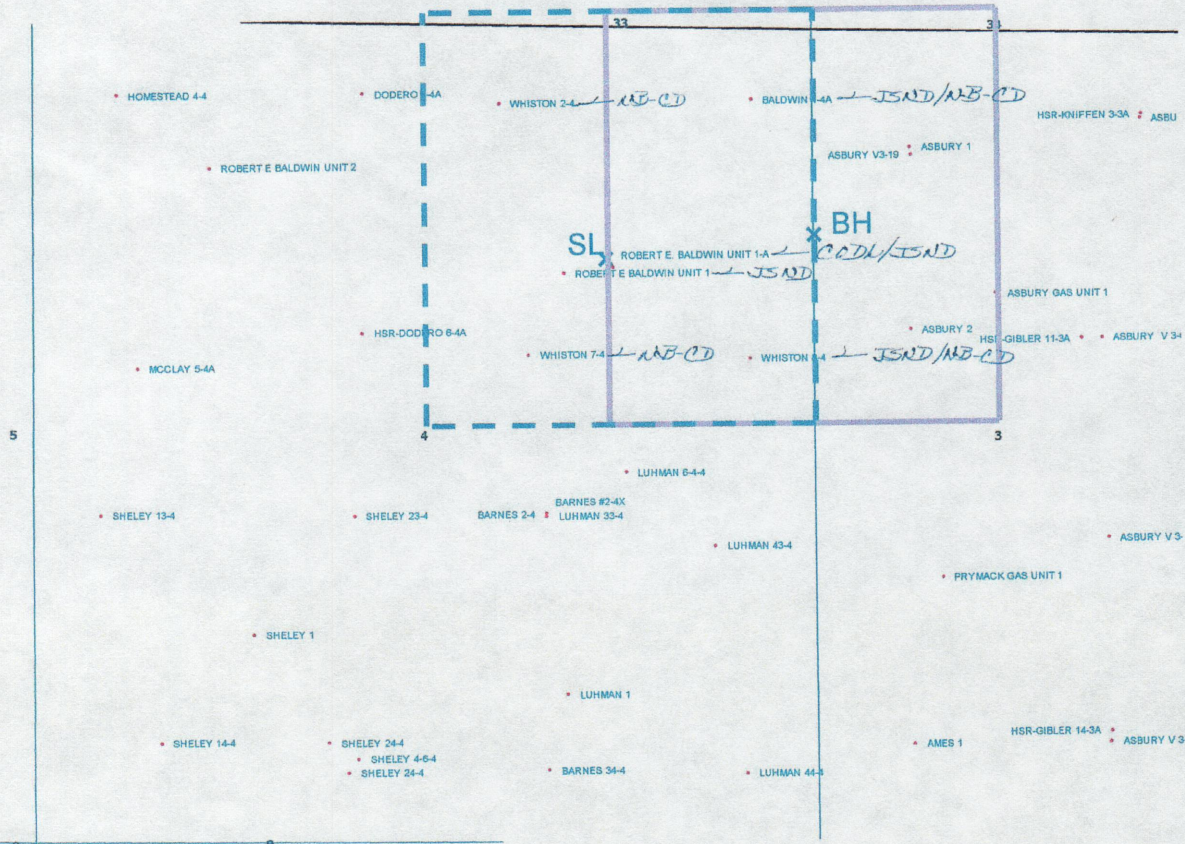 33
HOMESTEAD 4-4
DODERO -4A
WHISTON 2-4 NB-CD
BALDWIN -4A JSND/NB-CD
HSR-KNIFFEN 3-3A
ASBU
ASBURY 1
ASBURY V3-19
ROBERT E BALDWIN UNIT 2
BH
SL
ROBERT E. BALDWIN UNIT 1-A CODL/JSND
ROBERT E BALDWIN UNIT 1 JSND
ASBURY GAS UNIT 1
HSR-DODERO 6-4A
ASBURY 2
HSR-GIBLER 11-3A
ASBURY V 3-
WHISTON 7-4 NB-CD
WHISTON -4 JSND/NB-CD
MCCLAY 5-4A
5
4
3
LUHMAN 6-4-4
BARNES #2-4X
SHELEY 13-4
SHELEY 23-4
BARNES 2-4
LUHMAN 33-4
ASBURY V 3-
LUHMAN 43-4
PRYMACK GAS UNIT 1
SHELEY 1
LUHMAN 1
HSR-GIBLER 14-3A
SHELEY 14-4
SHELEY 24-4
AMES 1
ASBURY V 3
SHELEY 4-6-4
SHELEY 24-4
BARNES 34-4
LUHMAN 44-4